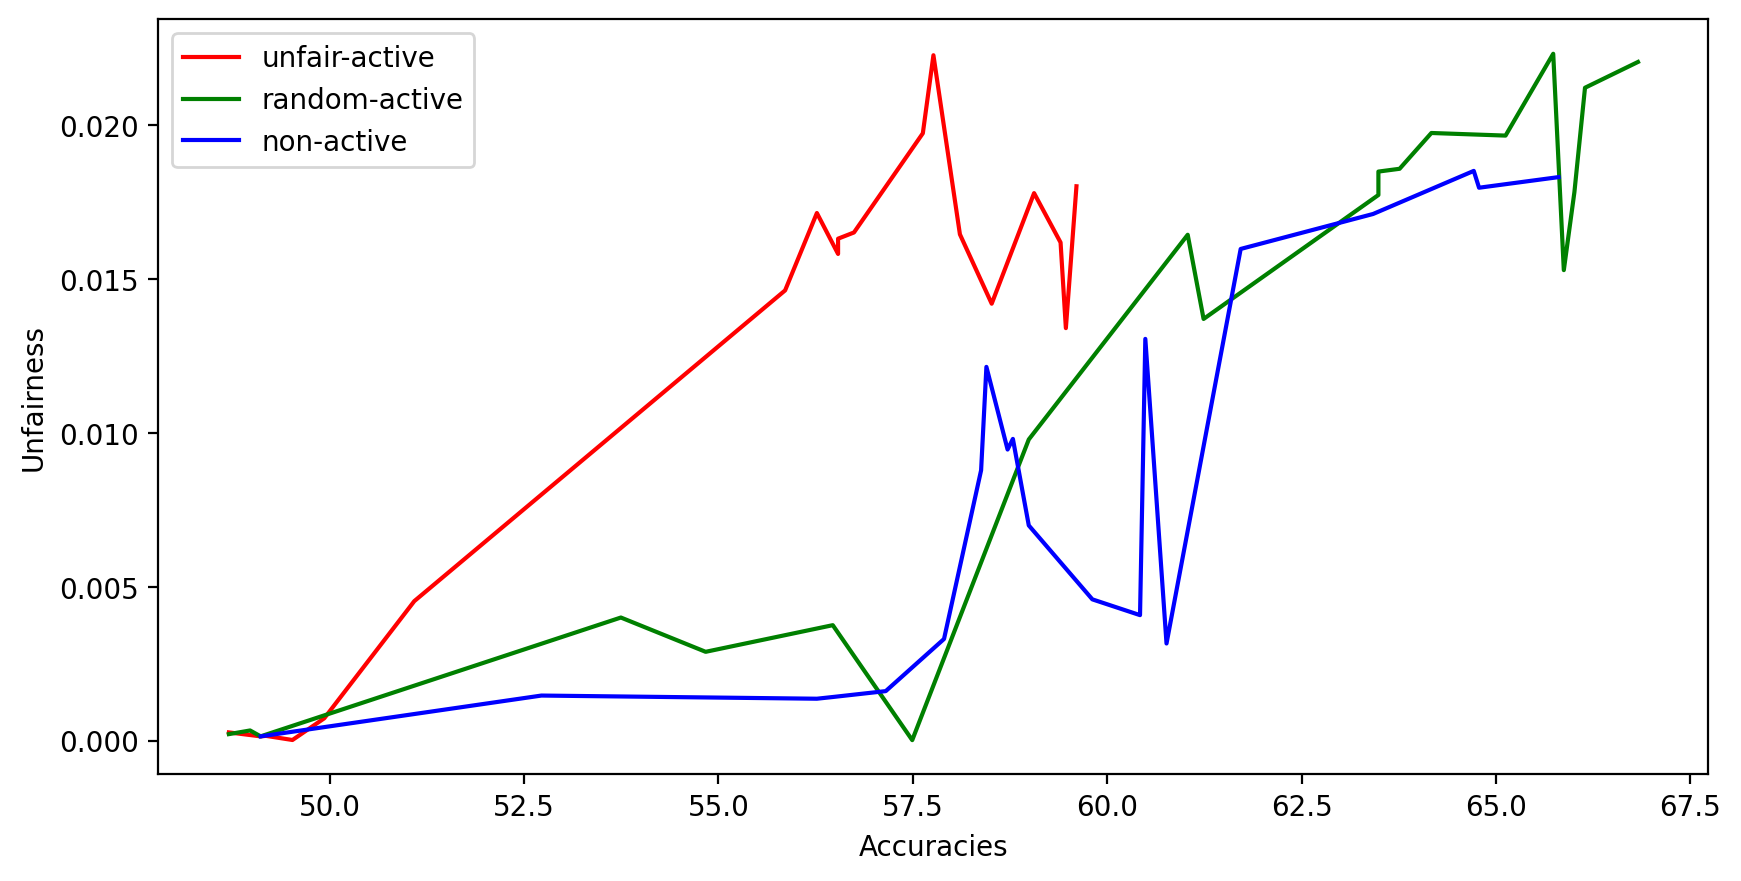 unfair-active
random-active
non-active
0.020
0.015
0.010
0.005
0.000
Unfairness
50.0 52.5 55.0 57.5 60.0 62.5 65.0 67.5
Accuracies